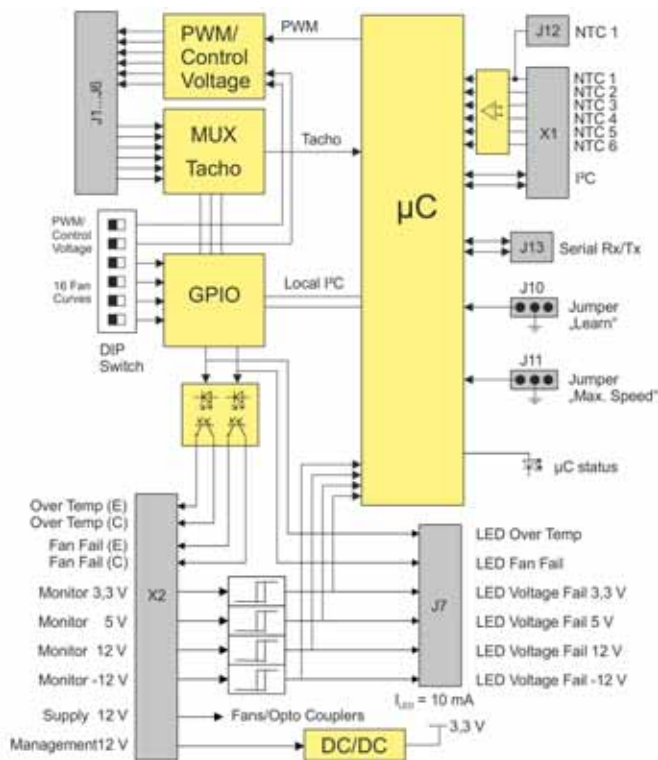 PWM/
Control
Voltage
PWM
J12
NTC 1
J1...J6
MUX
Tacho
Tacho
NTC 1
NTC 2
NTC 3
NTC 4
NTC 5
NTC 6
X1
I²C
µC
PWM/
Control
Voltage
16 Fan
Curves
DIP
Switch
GPIO
Local I²C
J13
Serial Rx/Tx
J10
Jumper
„Learn"
J11
Jumper
„Max. Speed"
µC status
Over Temp (E)
Over Temp (C)
Fan Fail (E)
Fan Fail (C)
Monitor 3,3 V
Monitor 5 V
Monitor 12 V
Monitor -12 V
Supply 12 V
Management12 V
X2
Fans/Opto Couplers
DC/DC
3,3 V
J7
LED Over Temp
LED Fan Fail
LED Voltage Fail 3,3 V
LED Voltage Fail 5 V
LED Voltage Fail 12 V
LED Voltage Fail -12 V
I_LED = 10 mA